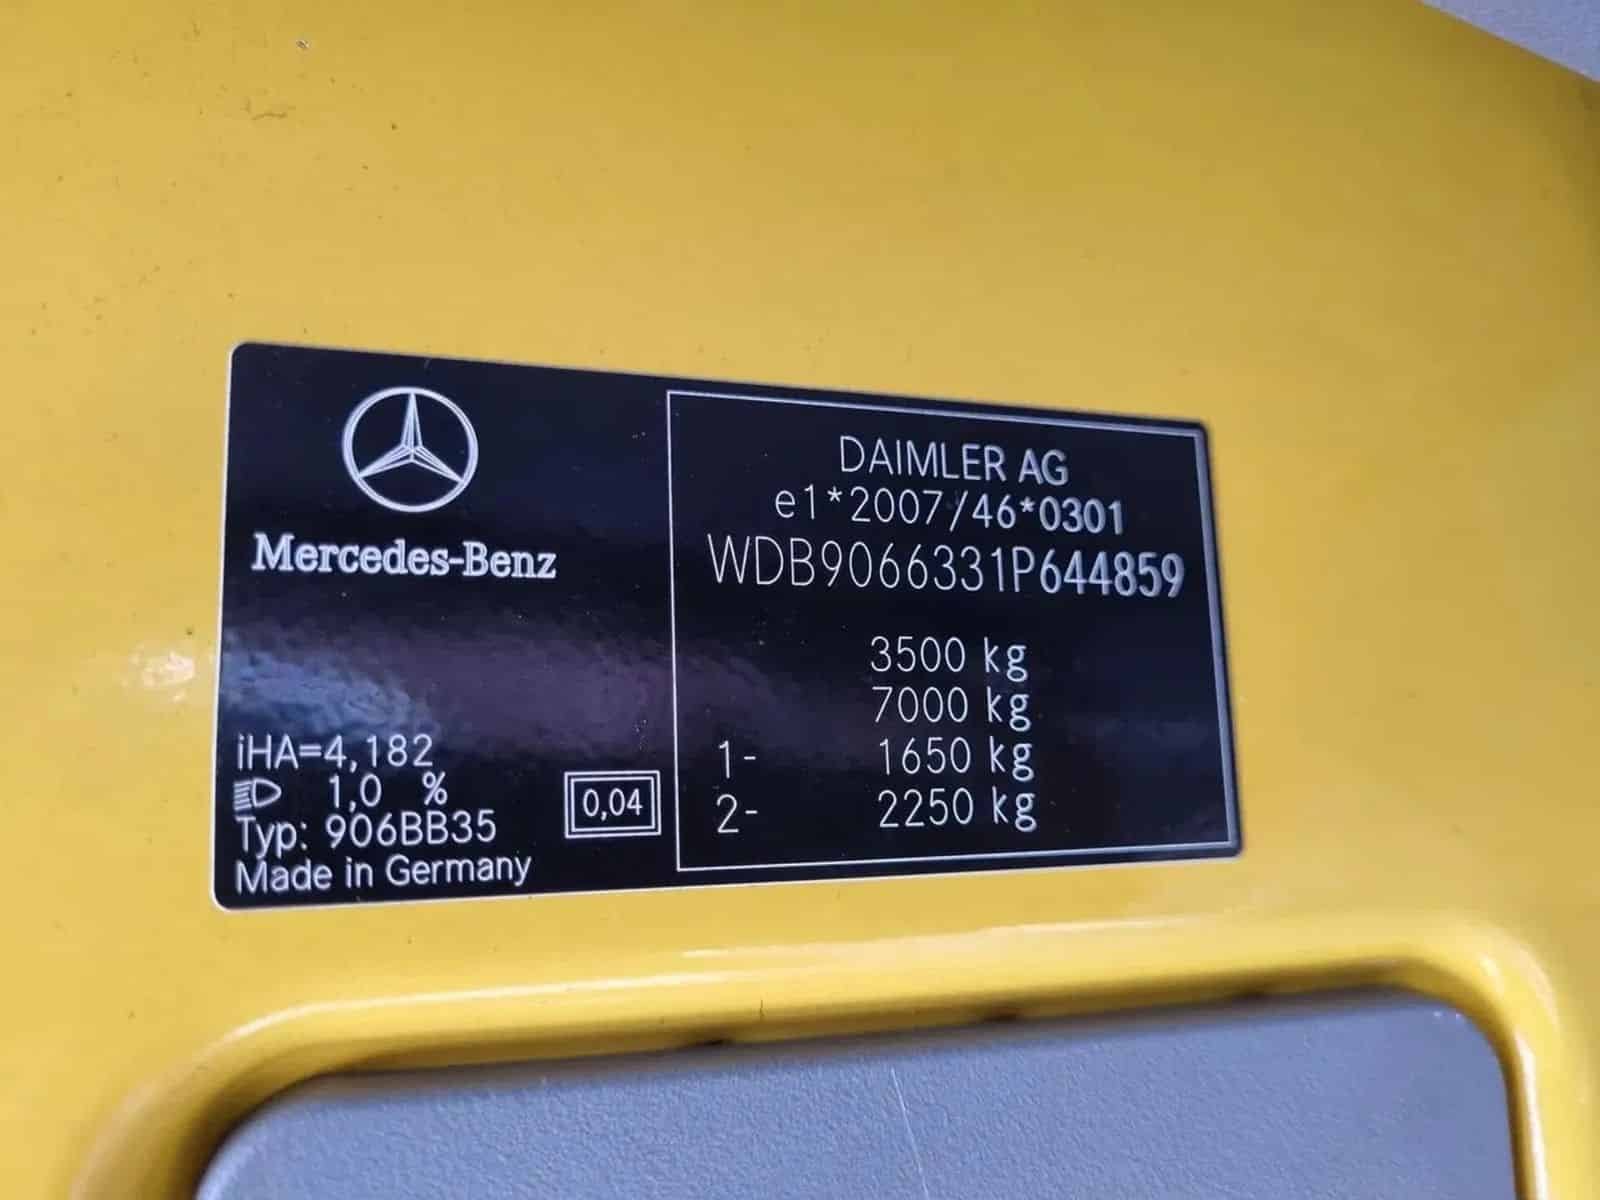 Mercedes-Benz
iHA=4,182
1,0 %
Typ: 906BB35
Made in Germany
0,04
DAIMLER AG
e1*2007/46*0301
WDB9066331P644859
3500 kg
7000 kg
1- 1650 kg
2- 2250 kg